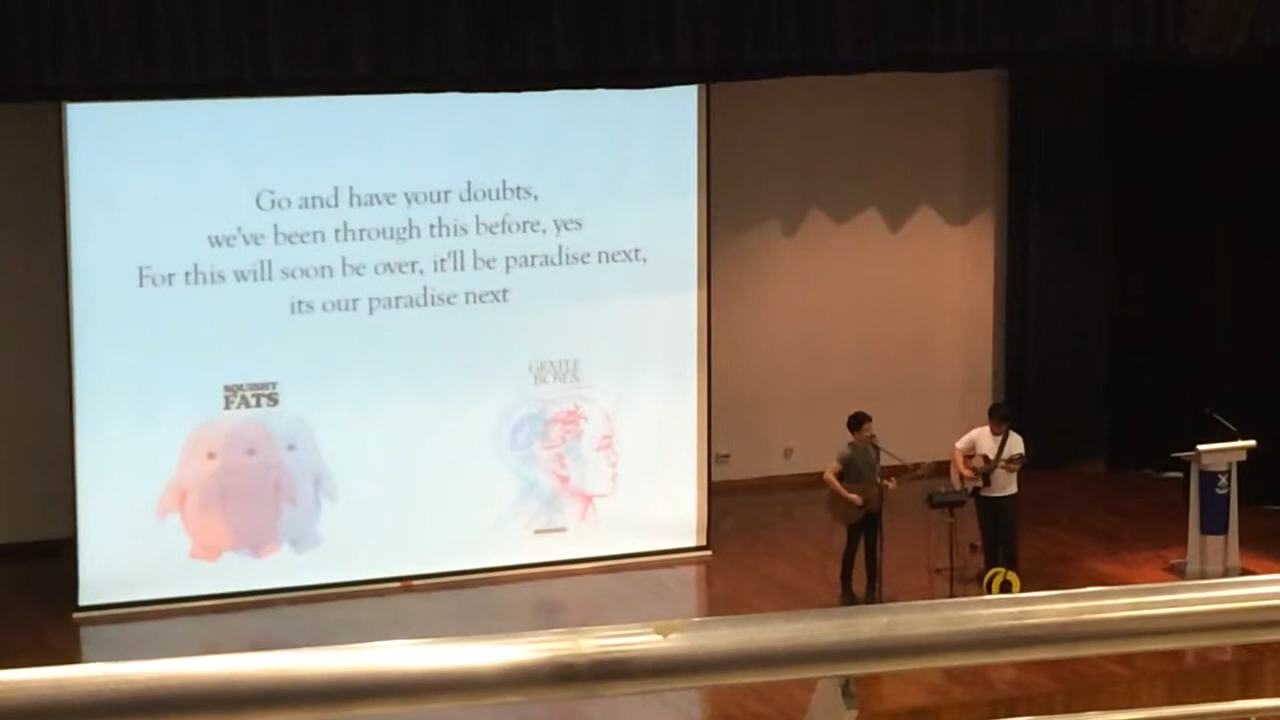 Go and have your doubts,
we've been through this before, yes
For this will soon be over, it'll be paradise next,
its our paradise next
SQUISHY
FATS
GENTLE
BONES